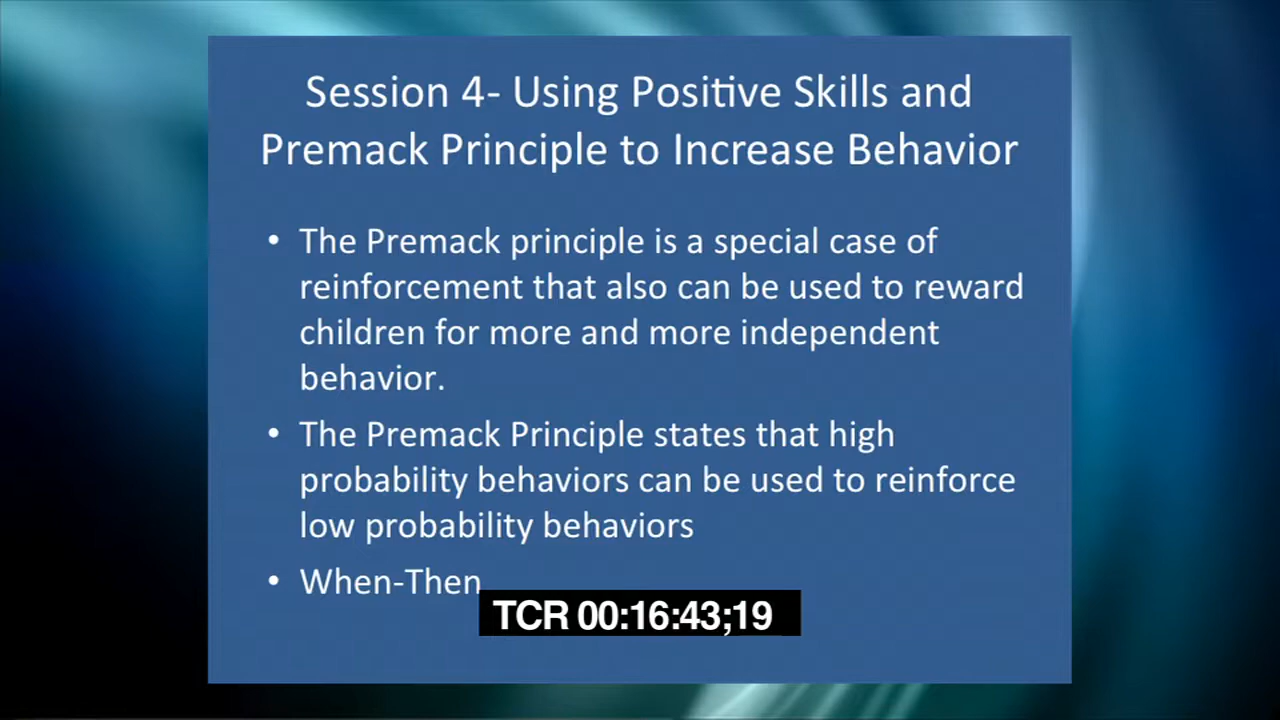 Session 4- Using Positive Skills and
Premack Principle to Increase Behavior
• The Premack principle is a special case of
reinforcement that also can be used to reward
children for more and more independent
behavior.
• The Premack Principle states that high
probability behaviors can be used to reinforce
low probability behaviors
• When-Then
TCR 00:16:43;19